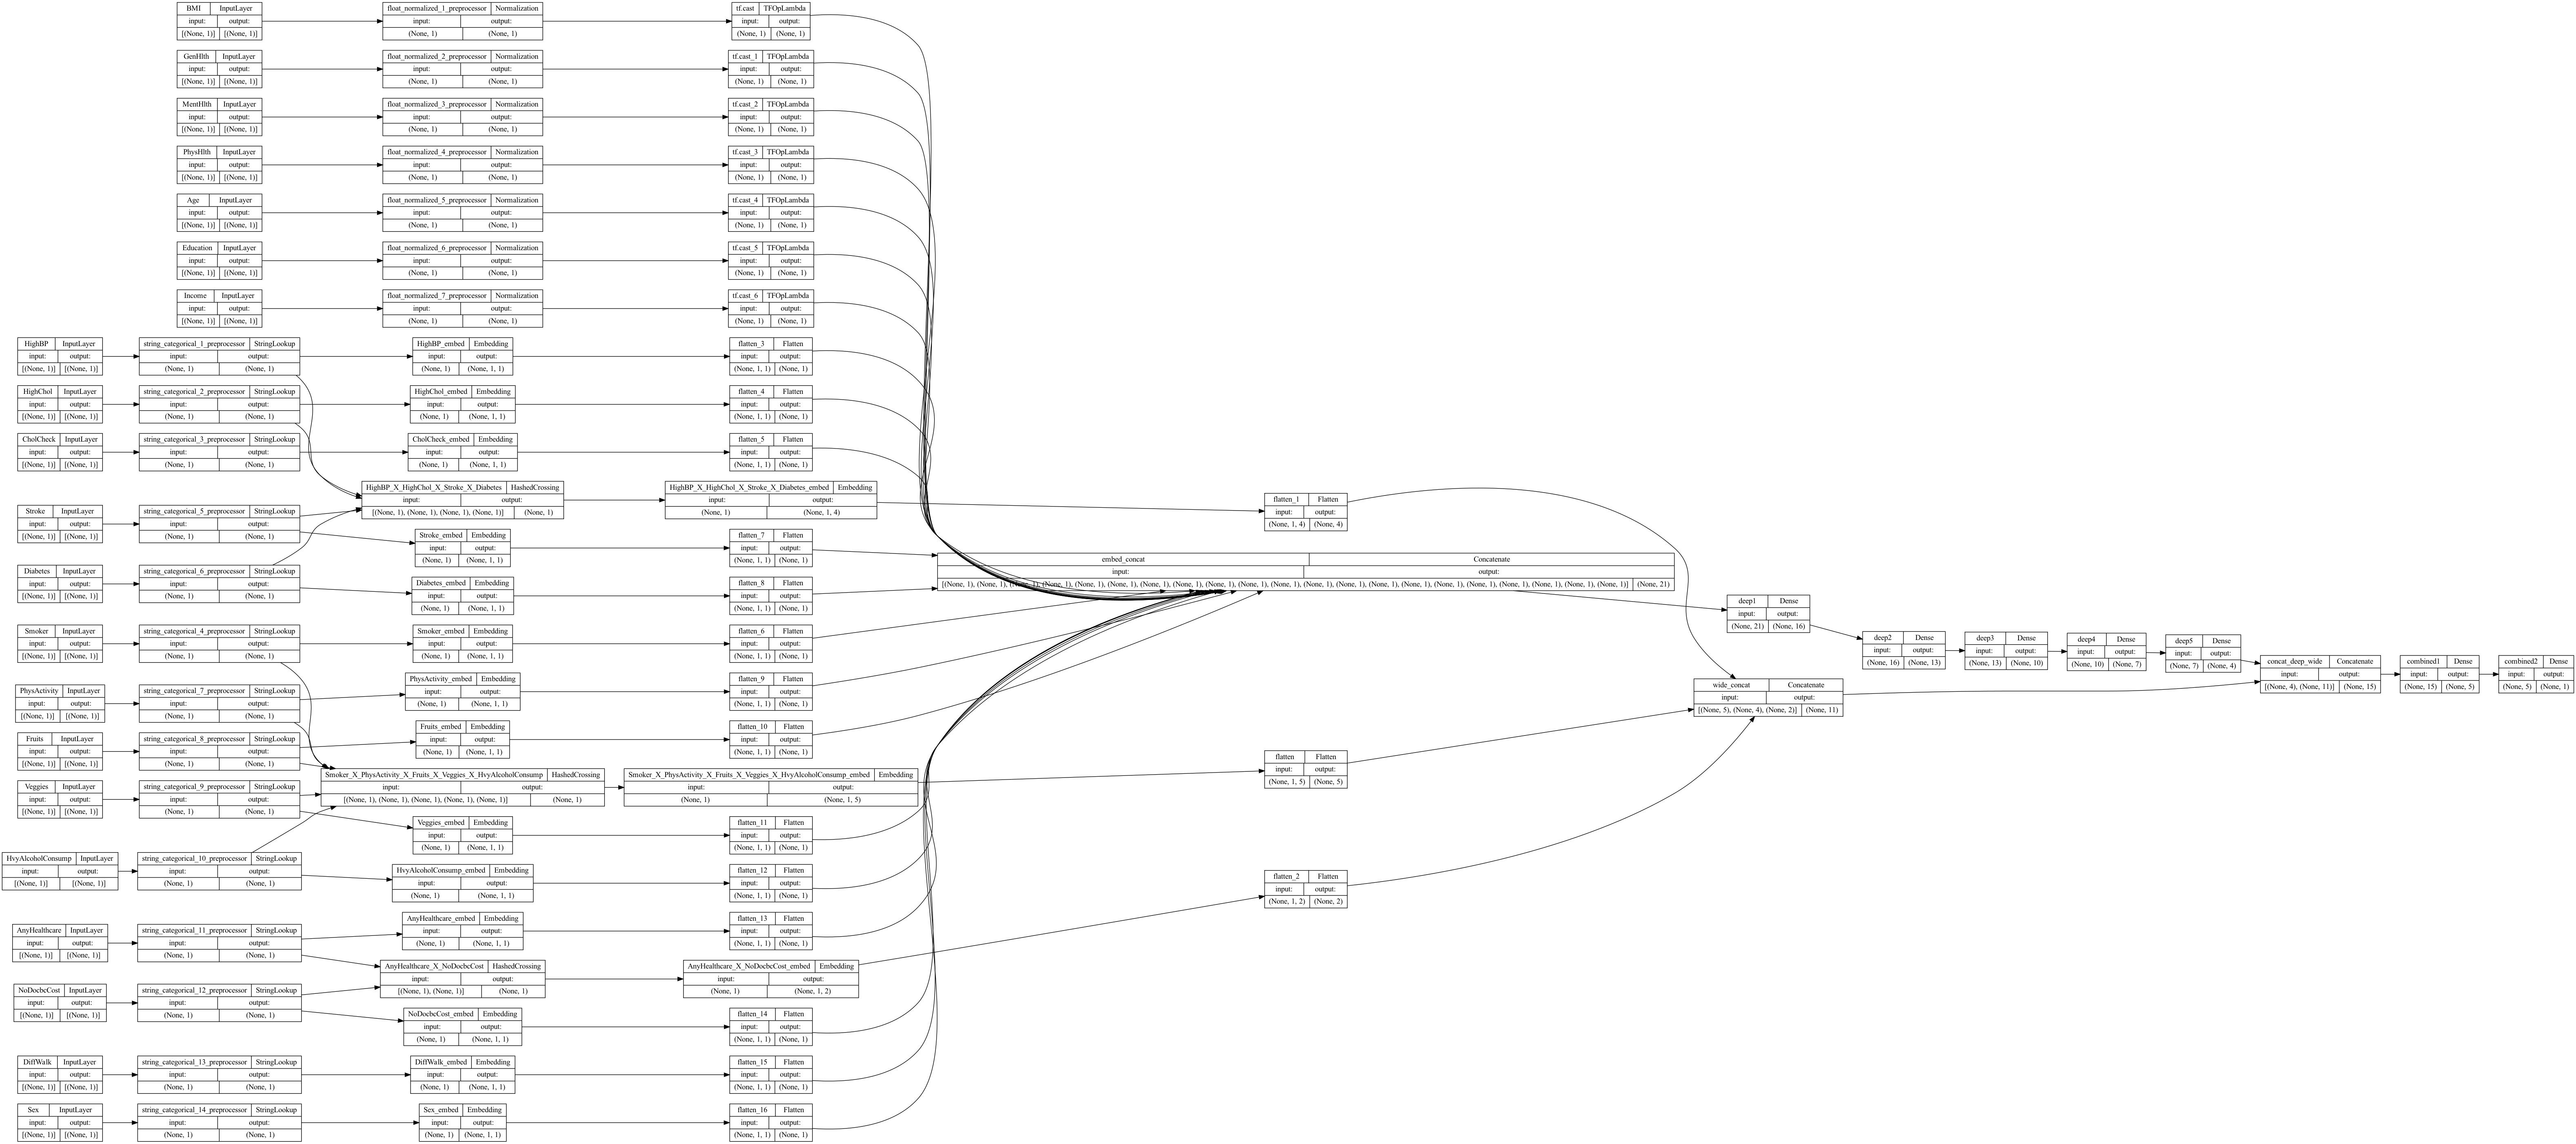 BMI InputLayer
input: output:
[(None, 1)] [(None, 1)]
float_normalized_1_preprocessor Normalization
input: output:
(None, 1) (None, 1)
tf.cast TFOpLambda
input: output:
(None, 1) (None, 1)
GenHlth InputLayer
input: output:
[(None, 1)] [(None, 1)]
float_normalized_2_preprocessor Normalization
input: output:
(None, 1) (None, 1)
tf.cast_1 TFOpLambda
input: output:
(None, 1) (None, 1)
MentHlth InputLayer
input: output:
[(None, 1)] [(None, 1)]
float_normalized_3_preprocessor Normalization
input: output:
(None, 1) (None, 1)
tf.cast_2 TFOpLambda
input: output:
(None, 1) (None, 1)
PhysHlth InputLayer
input: output:
[(None, 1)] [(None, 1)]
float_normalized_4_preprocessor Normalization
input: output:
(None, 1) (None, 1)
tf.cast_3 TFOpLambda
input: output:
(None, 1) (None, 1)
Age InputLayer
input: output:
[(None, 1)] [(None, 1)]
float_normalized_5_preprocessor Normalization
input: output:
(None, 1) (None, 1)
tf.cast_4 TFOpLambda
input: output:
(None, 1) (None, 1)
Education InputLayer
input: output:
[(None, 1)] [(None, 1)]
float_normalized_6_preprocessor Normalization
input: output:
(None, 1) (None, 1)
tf.cast_5 TFOpLambda
input: output:
(None, 1) (None, 1)
Income InputLayer
input: output:
[(None, 1)] [(None, 1)]
float_normalized_7_preprocessor Normalization
input: output:
(None, 1) (None, 1)
tf.cast_6 TFOpLambda
input: output:
(None, 1) (None, 1)
HighBP InputLayer
input: output:
[(None, 1)] [(None, 1)]
string_categorical_1_preprocessor StringLookup
input: output:
(None, 1) (None, 1)
HighBP_embed Embedding
input: output:
(None, 1) (None, 1, 1)
flatten_3 Flatten
input: output:
(None, 1, 1) (None, 1)
HighChol InputLayer
input: output:
[(None, 1)] [(None, 1)]
string_categorical_2_preprocessor StringLookup
input: output:
(None, 1) (None, 1)
HighChol_embed Embedding
input: output:
(None, 1) (None, 1, 1)
flatten_4 Flatten
input: output:
(None, 1, 1) (None, 1)
CholCheck InputLayer
input: output:
[(None, 1)] [(None, 1)]
string_categorical_3_preprocessor StringLookup
input: output:
(None, 1) (None, 1)
CholCheck_embed Embedding
input: output:
(None, 1) (None, 1, 1)
flatten_5 Flatten
input: output:
(None, 1, 1) (None, 1)
HighBP_X_HighChol_X_Stroke_X_Diabetes HashedCrossing
input: output:
[(None, 1), (None, 1), (None, 1), (None, 1)] (None, 1)
HighBP_X_HighChol_X_Stroke_X_Diabetes_embed Embedding
input: output:
(None, 1) (None, 1, 4)
flatten_1 Flatten
input: output:
(None, 1, 4) (None, 4)
Stroke InputLayer
input: output:
[(None, 1)] [(None, 1)]
string_categorical_5_preprocessor StringLookup
input: output:
(None, 1) (None, 1)
Stroke_embed Embedding
input: output:
(None, 1) (None, 1, 1)
flatten_7 Flatten
input: output:
(None, 1, 1) (None, 1)
embed_concat Concatenate
input: output:
[(None, 1), (None, 1), (None, 1), (None, 1), (None, 1), (None, 1), (None, 1), (None, 1), (None, 1), (None, 1), (None, 1), (None, 1), (None, 1), (None, 1), (None, 1), (None, 1), (None, 1), (None, 1), (None, 1), (None, 1), (None, 1)] (None, 21)
Diabetes InputLayer
input: output:
[(None, 1)] [(None, 1)]
string_categorical_6_preprocessor StringLookup
input: output:
(None, 1) (None, 1)
Diabetes_embed Embedding
input: output:
(None, 1) (None, 1, 1)
flatten_8 Flatten
input: output:
(None, 1, 1) (None, 1)
Smoker InputLayer
input: output:
[(None, 1)] [(None, 1)]
string_categorical_4_preprocessor StringLookup
input: output:
(None, 1) (None, 1)
Smoker_embed Embedding
input: output:
(None, 1) (None, 1, 1)
flatten_6 Flatten
input: output:
(None, 1, 1) (None, 1)
deep1 Dense
input: output:
(None, 21) (None, 16)
deep2 Dense
input: output:
(None, 16) (None, 13)
deep3 Dense
input: output:
(None, 13) (None, 10)
deep4 Dense
input: output:
(None, 10) (None, 7)
deep5 Dense
input: output:
(None, 7) (None, 4)
concat_deep_wide Concatenate
input: output:
[(None, 4), (None, 11)] (None, 15)
combined1 Dense
input: output:
(None, 15) (None, 5)
combined2 Dense
input: output:
(None, 5) (None, 1)
PhysActivity InputLayer
input: output:
[(None, 1)] [(None, 1)]
string_categorical_7_preprocessor StringLookup
input: output:
(None, 1) (None, 1)
PhysActivity_embed Embedding
input: output:
(None, 1) (None, 1, 1)
flatten_9 Flatten
input: output:
(None, 1, 1) (None, 1)
wide_concat Concatenate
input: output:
[(None, 5), (None, 4), (None, 2)] (None, 11)
Fruits InputLayer
input: output:
[(None, 1)] [(None, 1)]
string_categorical_8_preprocessor StringLookup
input: output:
(None, 1) (None, 1)
Fruits_embed Embedding
input: output:
(None, 1) (None, 1, 1)
flatten_10 Flatten
input: output:
(None, 1, 1) (None, 1)
Smoker_X_PhysActivity_X_Fruits_X_Veggies_X_HvyAlcoholConsump HashedCrossing
input: output:
[(None, 1), (None, 1), (None, 1), (None, 1), (None, 1)] (None, 1)
Smoker_X_PhysActivity_X_Fruits_X_Veggies_X_HvyAlcoholConsump_embed Embedding
input: output:
(None, 1) (None, 1, 5)
flatten Flatten
input: output:
(None, 1, 5) (None, 5)
Veggies InputLayer
input: output:
[(None, 1)] [(None, 1)]
string_categorical_9_preprocessor StringLookup
input: output:
(None, 1) (None, 1)
Veggies_embed Embedding
input: output:
(None, 1) (None, 1, 1)
flatten_11 Flatten
input: output:
(None, 1, 1) (None, 1)
HvyAlcoholConsump InputLayer
input: output:
[(None, 1)] [(None, 1)]
string_categorical_10_preprocessor StringLookup
input: output:
(None, 1) (None, 1)
HvyAlcoholConsump_embed Embedding
input: output:
(None, 1) (None, 1, 1)
flatten_12 Flatten
input: output:
(None, 1, 1) (None, 1)
flatten_2 Flatten
input: output:
(None, 1, 2) (None, 2)
AnyHealthcare InputLayer
input: output:
[(None, 1)] [(None, 1)]
string_categorical_11_preprocessor StringLookup
input: output:
(None, 1) (None, 1)
AnyHealthcare_embed Embedding
input: output:
(None, 1) (None, 1, 1)
flatten_13 Flatten
input: output:
(None, 1, 1) (None, 1)
AnyHealthcare_X_NoDocbcCost HashedCrossing
input: output:
[(None, 1), (None, 1)] (None, 1)
AnyHealthcare_X_NoDocbcCost_embed Embedding
input: output:
(None, 1) (None, 1, 2)
NoDocbcCost InputLayer
input: output:
[(None, 1)] [(None, 1)]
string_categorical_12_preprocessor StringLookup
input: output:
(None, 1) (None, 1)
NoDocbcCost_embed Embedding
input: output:
(None, 1) (None, 1, 1)
flatten_14 Flatten
input: output:
(None, 1, 1) (None, 1)
DiffWalk InputLayer
input: output:
[(None, 1)] [(None, 1)]
string_categorical_13_preprocessor StringLookup
input: output:
(None, 1) (None, 1)
DiffWalk_embed Embedding
input: output:
(None, 1) (None, 1, 1)
flatten_15 Flatten
input: output:
(None, 1, 1) (None, 1)
Sex InputLayer
input: output:
[(None, 1)] [(None, 1)]
string_categorical_14_preprocessor StringLookup
input: output:
(None, 1) (None, 1)
Sex_embed Embedding
input: output:
(None, 1) (None, 1, 1)
flatten_16 Flatten
input: output:
(None, 1, 1) (None, 1)